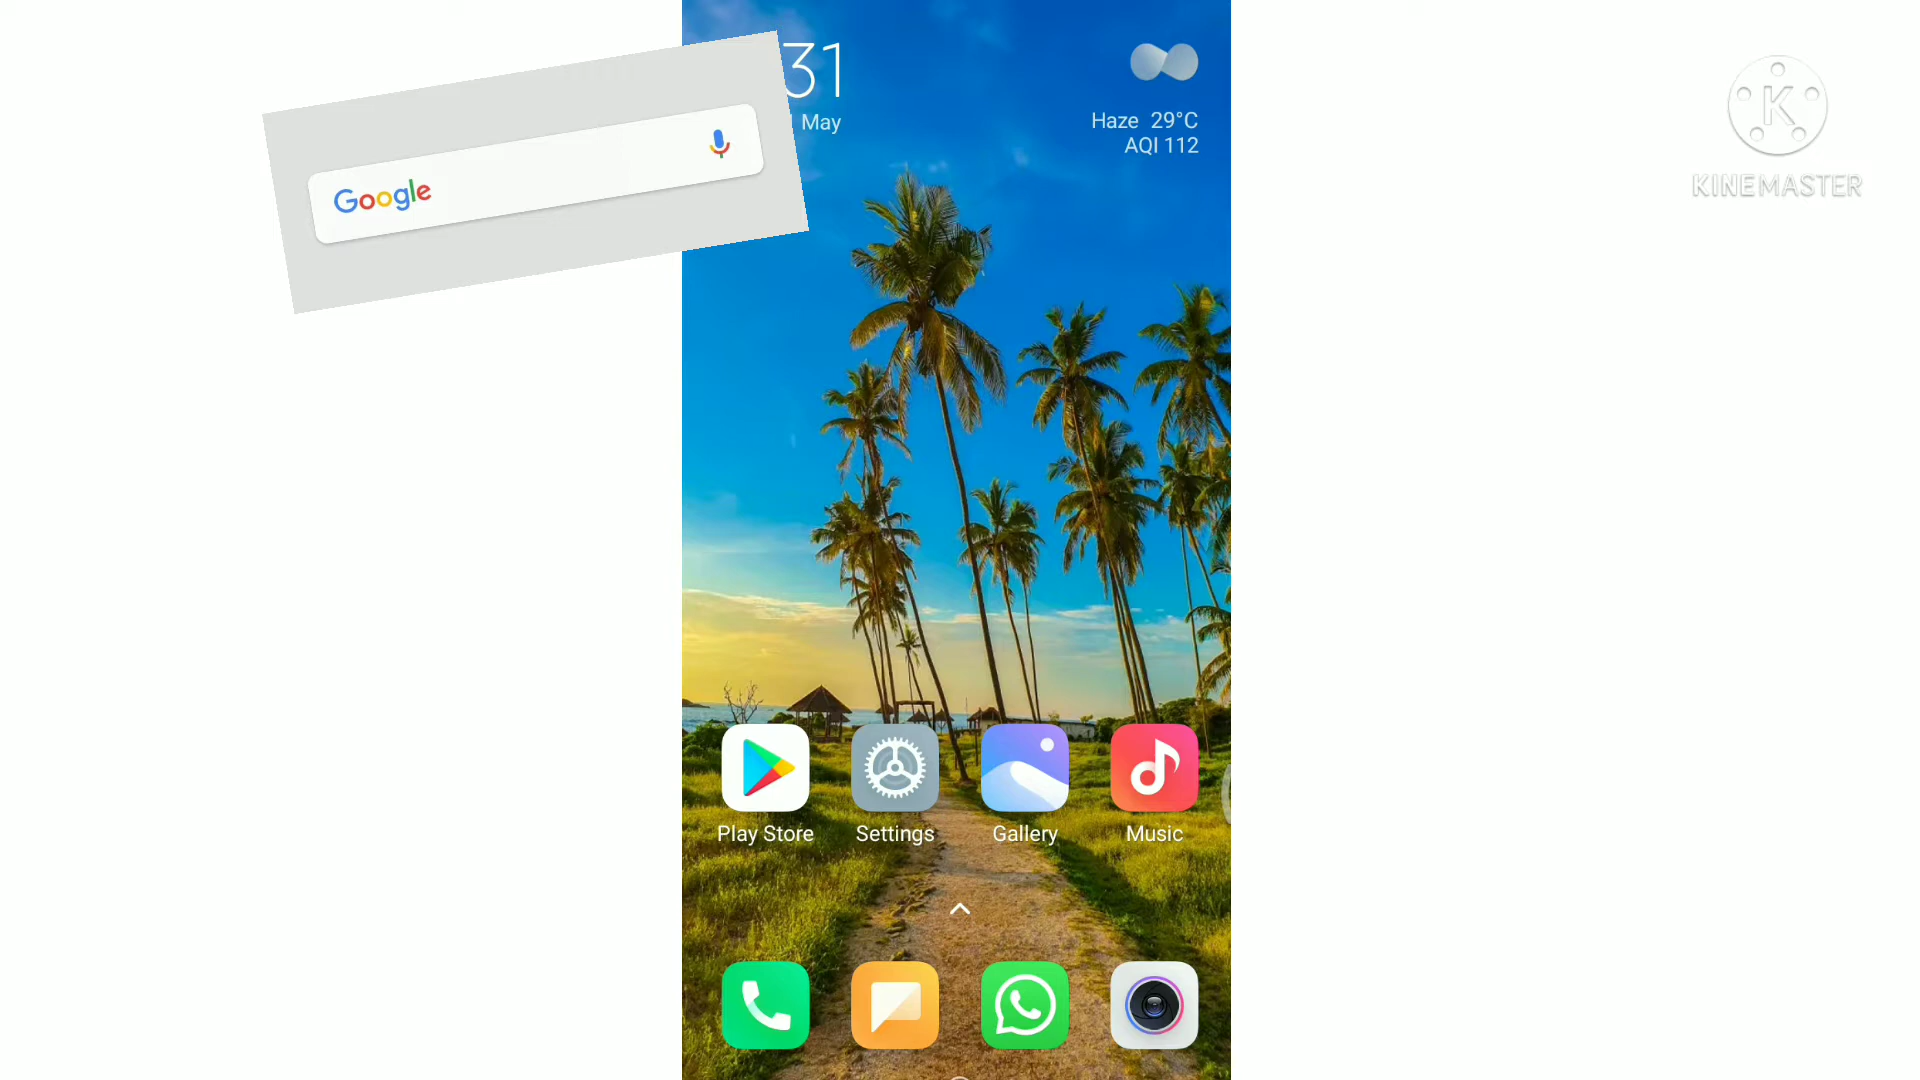 31
May
Haze 29°C
AQI 112
Google
KINEMASTER
Play Store
Settings
Gallery
Music